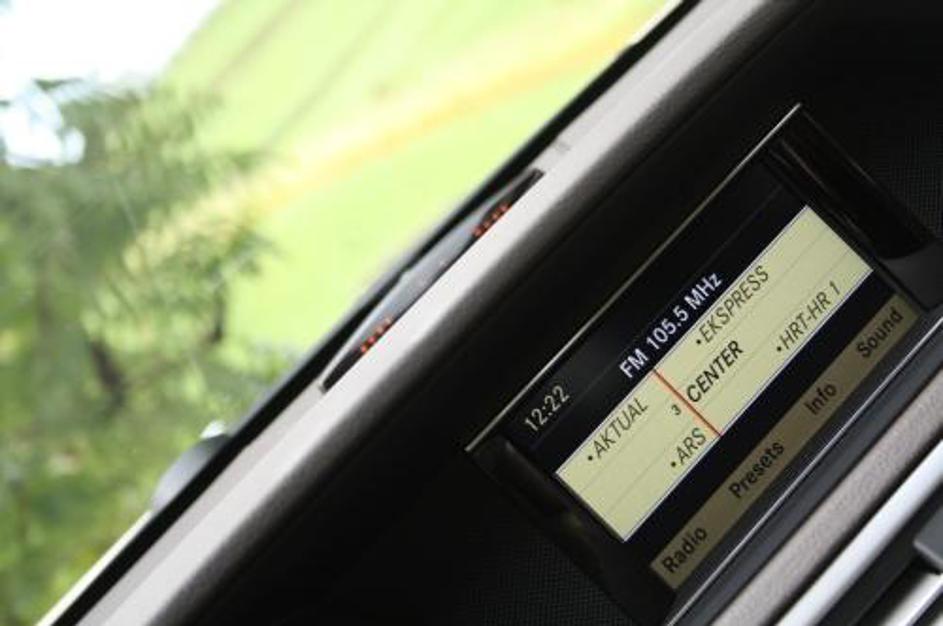 12:22 FM 105.5 MHz
•AKTUAL •EKSPRESS
3 CENTER
•ARS •HRT-HR 1
Radio Presets Info Sound